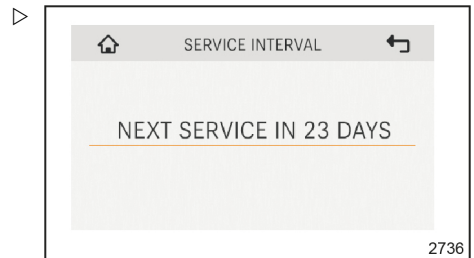 SERVICE INTERVAL
NEXT SERVICE IN 23 DAYS
2736